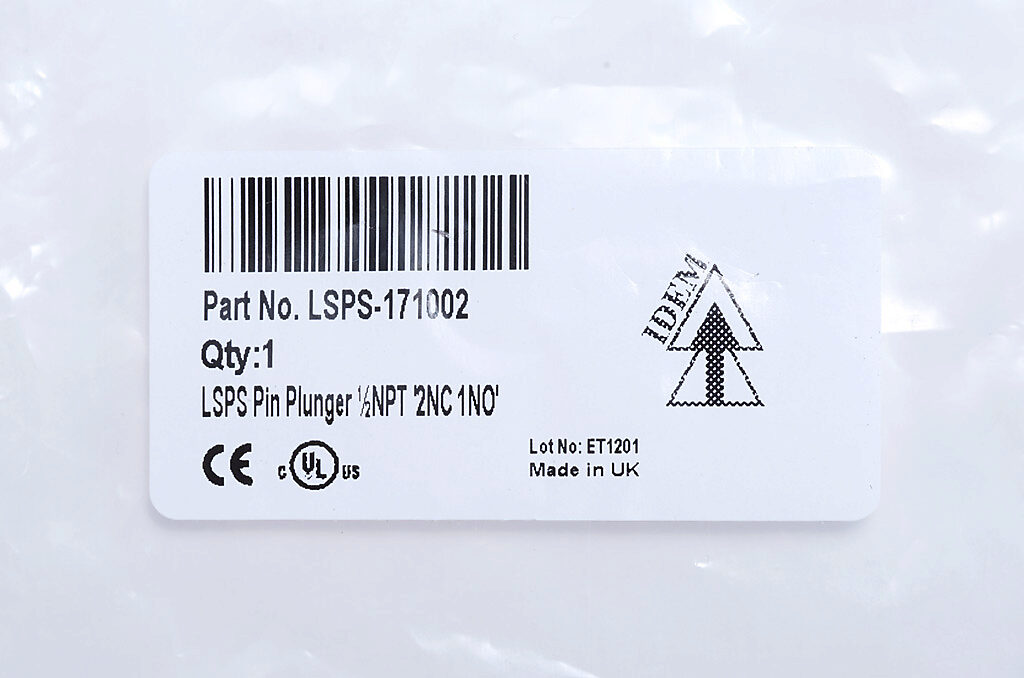 Part No. LSPS-171002
Qty:1
LSPS Pin Plunger ½NPT '2NC 1NO'
CE
C UL US
IDEM
Lot No: ET1201
Made in UK